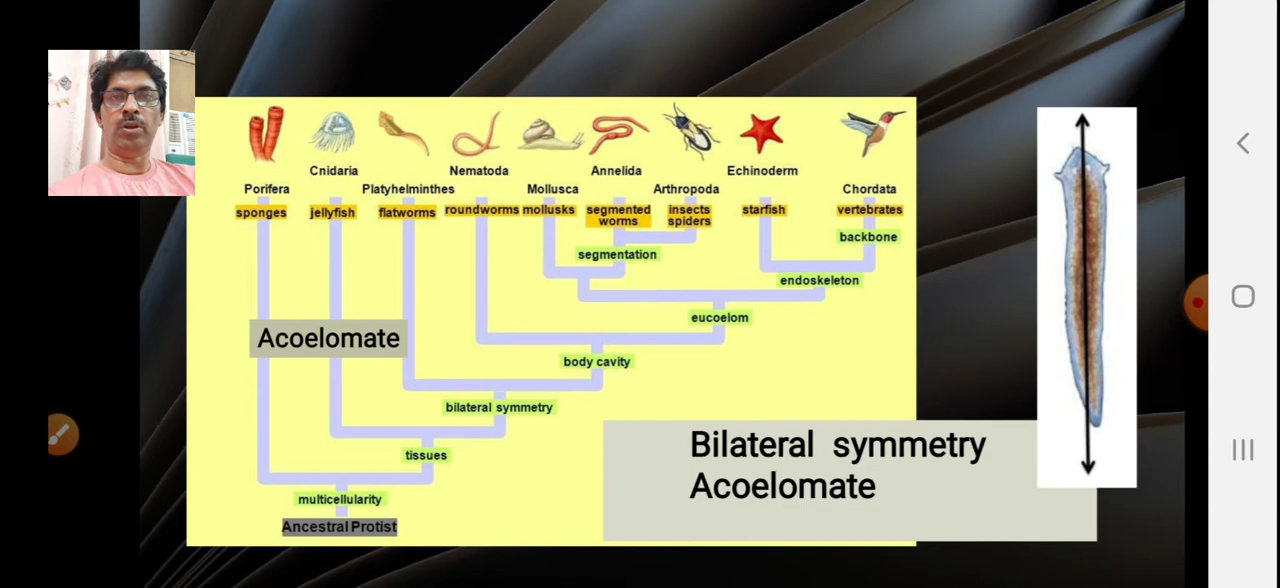 Cnidaria
Nematoda
Annelida
Echinoderm
Porifera
Platyhelminthes
Mollusca
Arthropoda
Chordata
sponges
jellyfish
flatworms
roundworms
mollusks
segmented
worms
insects
spiders
starfish
vertebrates
backbone
segmentation
endoskeleton
eucoelom
Acoelomate
body cavity
bilateral symmetry
Bilateral symmetry
tissues
Acoelomate
multicellularity
Ancestral Protist